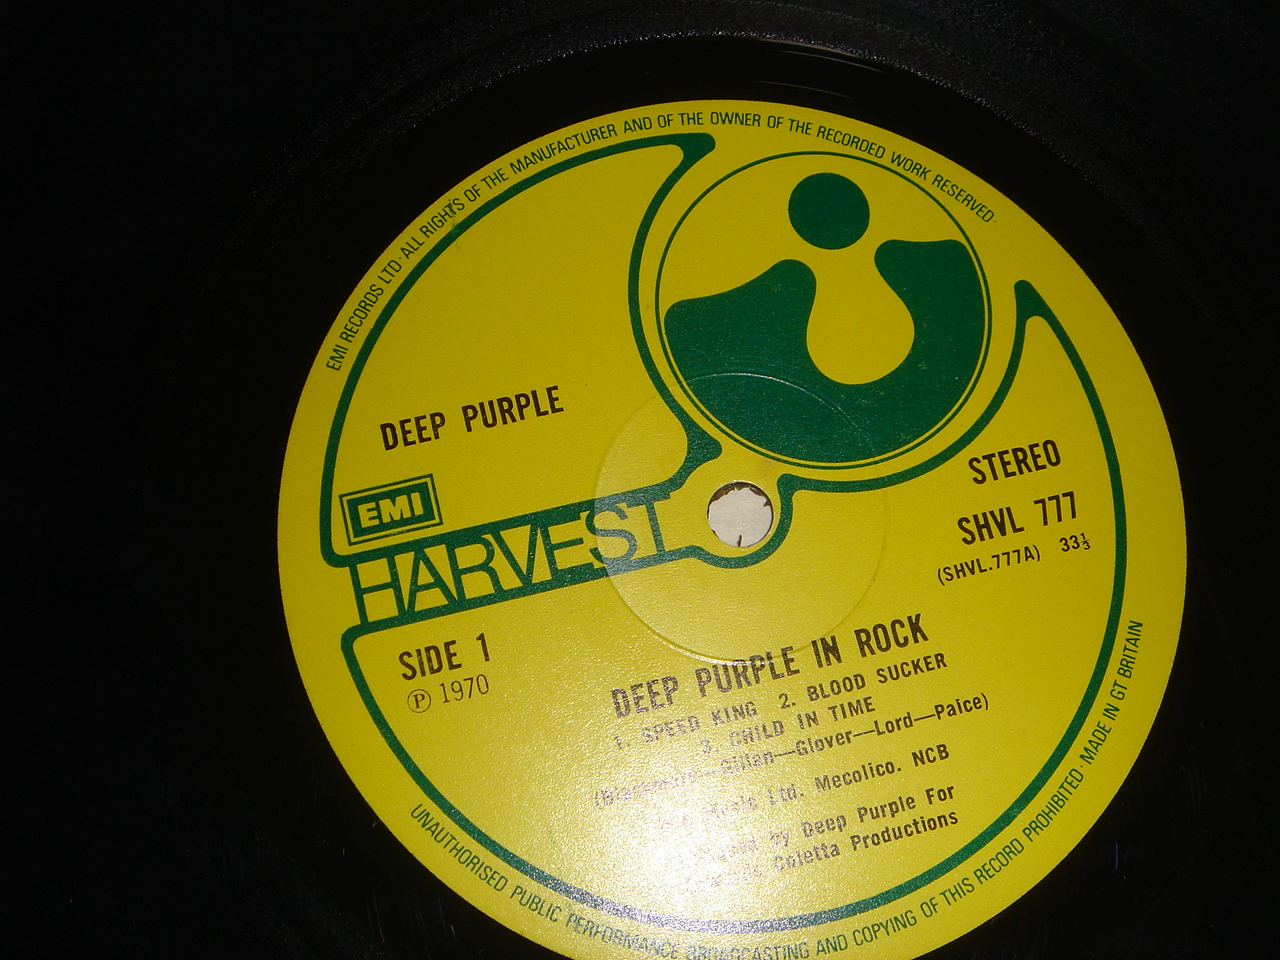 EMI RECORDS LTD·ALL RIGHTS OF THE MANUFACTURER AND OF THE OWNER OF THE RECORDED WORK RESERVED·
DEEP PURPLE
EMI
HARVEST
STEREO
SHVL 777
(SHVL.777A) 33⅓
SIDE 1
Ⓟ 1970
DEEP PURPLE IN ROCK
1. SPEED KING 2. BLOOD SUCKER
3. CHILD IN TIME
(Blackmore—Gillan—Glover—Lord—Paice)
Music Ltd. Mecolico. NCB
by Deep Purple For
Coletta Productions
UNAUTHORISED PUBLIC PERFORMANCE BROADCASTING AND COPYING OF THIS RECORD PROHIBITED·MADE IN GT BRITAIN